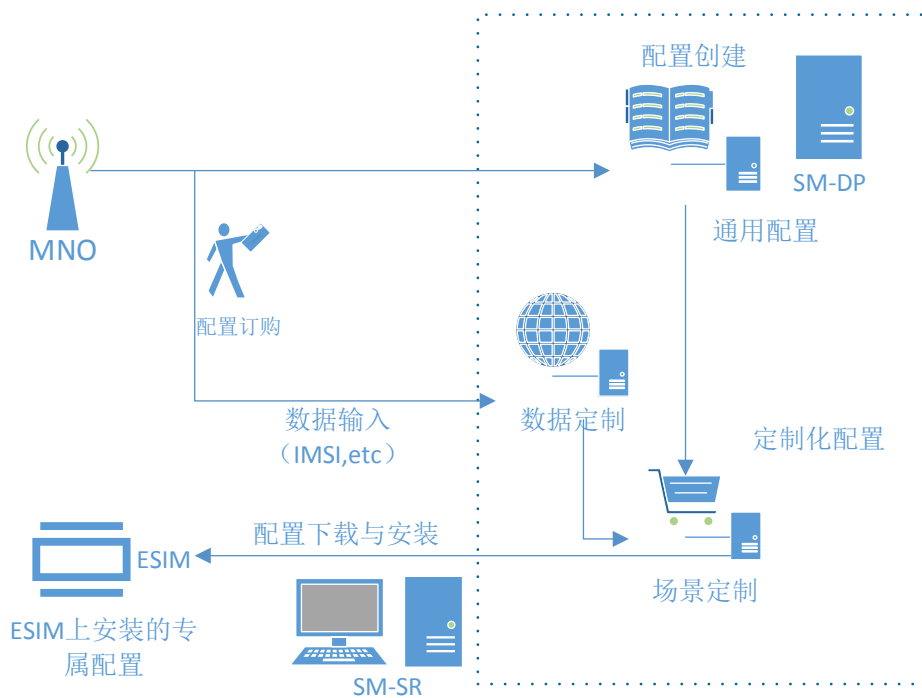 配置创建
SM-DP
MNO
通用配置
配置订购
数据输入
（IMSI,etc）
数据定制
定制化配置
配置下载与安装
ESIM
场景定制
ESIM上安装的专
属配置
SM-SR